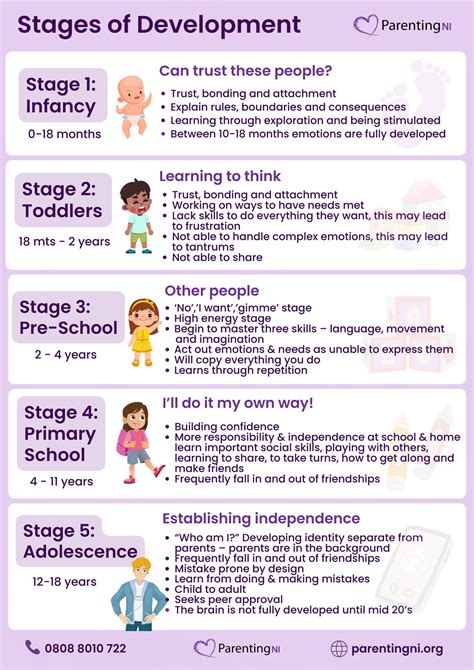 Stages of Development
ParentingNI
Stage 1:
Infancy
0-18 months
Can trust these people?
• Trust, bonding and attachment
• Explain rules, boundaries and consequences
• Learning through exploration and being stimulated
• Between 10-18 months emotions are fully developed
Stage 2:
Toddlers
18 mts - 2 years
Learning to think
• Trust, bonding and attachment
• Working on ways to have needs met
• Lack skills to do everything they want, this may lead
to frustration
• Not able to handle complex emotions, this may lead
to tantrums
• Not able to share
Stage 3:
Pre-School
2 - 4 years
Other people
• ‘No’,‘I want’,‘gimme’ stage
• High energy stage
• Begin to master three skills – language, movement
and imagination
• Act out emotions & needs as unable to express them
• Will copy everything you do
• Learns through repetition
Stage 4:
Primary
School
4 - 11 years
I’ll do it my own way!
• Building confidence
• More responsibility & independence at school & home
learn important social skills, playing with others,
learning to share, to take turns, how to get along and
make friends
• Frequently fall in and out of friendships
Stage 5:
Adolescence
12-18 years
Establishing independence
• “Who am I?” Developing identity separate from
parents – parents are in the background
• Frequently fall in and out of friendships
• Mistake prone by design
• Learn from doing & making mistakes
• Child to adult
• Seeks peer approval
• The brain is not fully developed until mid 20’s
0808 8010 722
ParentingNI
parentingni.org